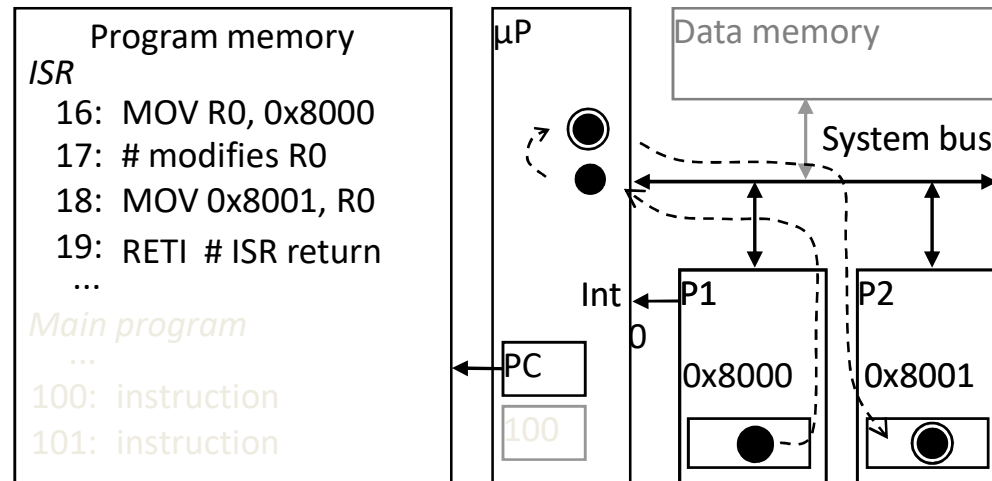 Program memory
ISR
16: MOV R0, 0x8000
17: # modifies R0
18: MOV 0x8001, R0
19: RETI # ISR return
...
Main program
...
100: instruction
101: instruction
μP
Int
0
PC
100
Data memory
System bus
P1
0x8000
P2
0x8001